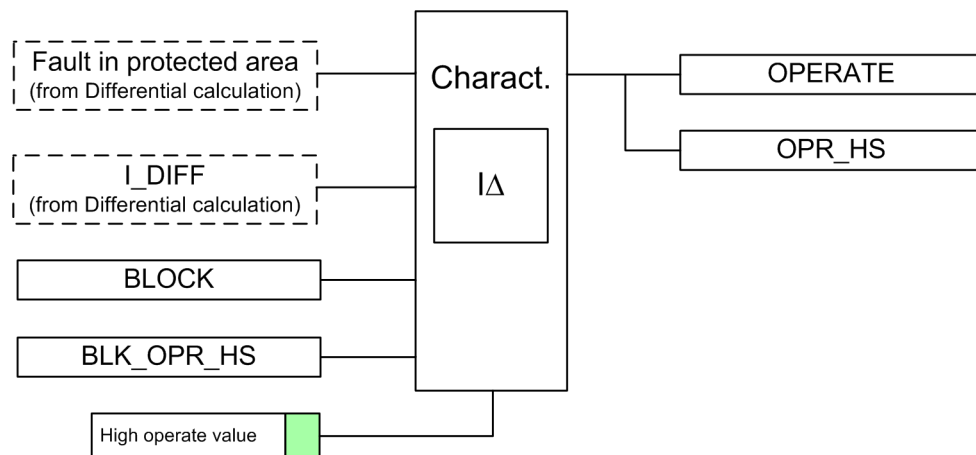 Fault in protected area
(from Differential calculation)
I_DIFF
(from Differential calculation)
BLOCK
BLK_OPR_HS
High operate value
Charact.
IΔ
OPERATE
OPR_HS